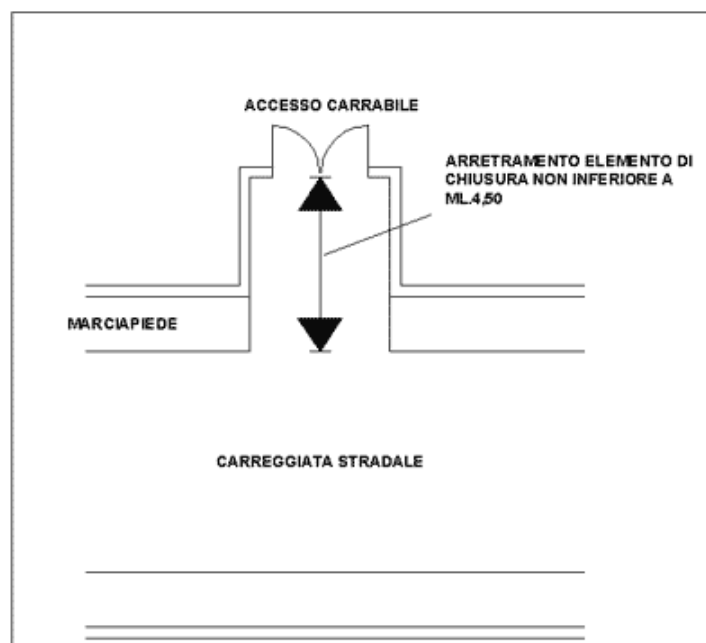 ACCESSO CARRABILE
ARRETRAMENTO ELEMENTO DI
CHIUSURA NON INFERIORE A
ML.4,50
MARCIAPIEDE
CARREGGIATA STRADALE